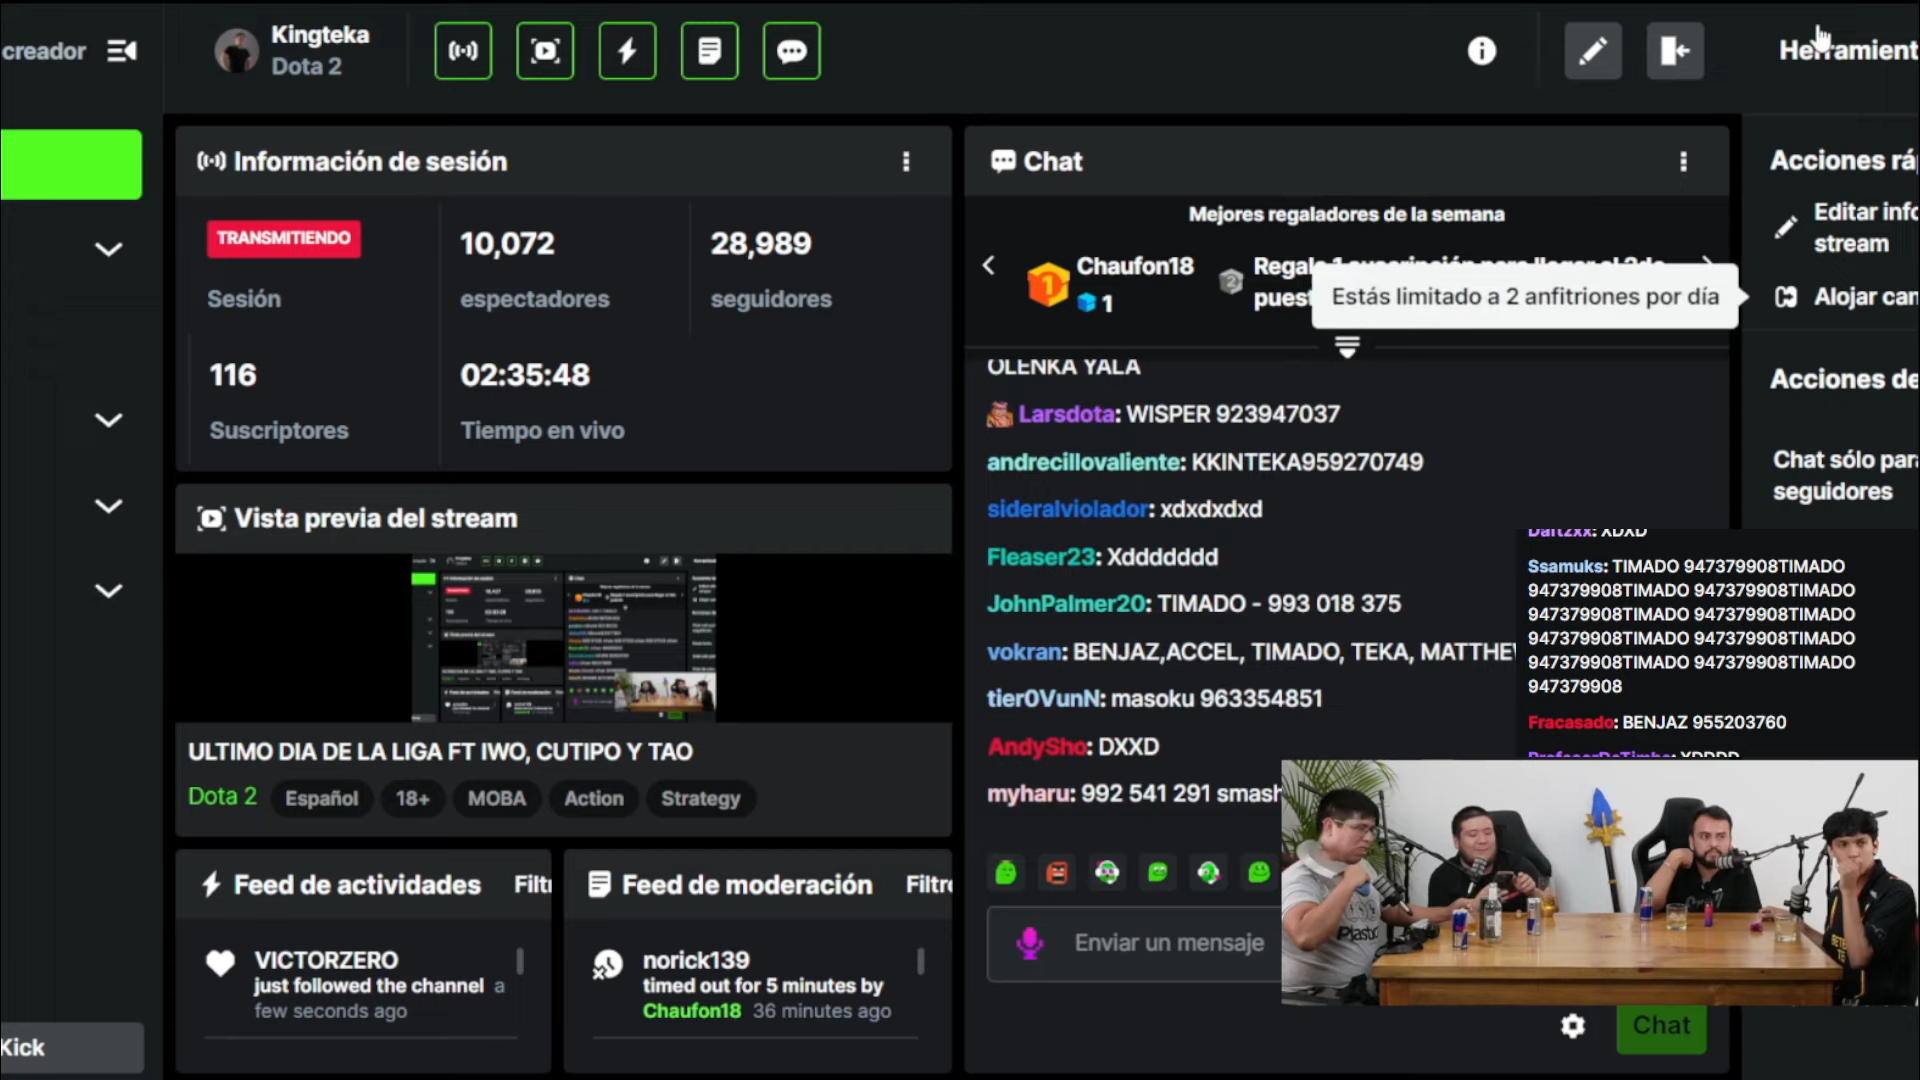 creador
Kingteka
Dota 2
Información de sesión
TRANSMITIENDO
Sesión
10,072
espectadores
28,989
seguidores
116
Suscriptores
02:35:48
Tiempo en vivo
Vista previa del stream
ULTIMO DIA DE LA LIGA FT IWO, CUTIPO Y TAO
Dota 2 Español 18+ MOBA Action Strategy
Feed de actividades
VICTORZERO
just followed the channel a
few seconds ago
Feed de moderación
norick139
timed out for 5 minutes by
Chaufon18 36 minutes ago
Kick
Chat
Mejores regaladores de la semana
1 Chaufon18
1
2
Estás limitado a 2 anfitriones por día
OLENKA YALA
Larsdota: WISPER 923947037
andrecillovaliente: KKINTEKA959270749
sideralviolador: xdxdxdxd
Fleaser23: Xddddddd
JohnPalmer20: TIMADO - 993 018 375
vokran: BENJAZ,ACCEL, TIMADO, TEKA, MATTHE
tier0VunN: masoku 963354851
AndySho: DXXD
myharu: 992 541 291 smash
Enviar un mensaje
Chat
Herramient
Acciones rá
Editar info
stream
Alojar can
Acciones de
Chat sólo par
seguidores
Ssamuks: TIMADO 947379908TIMADO
947379908TIMADO 947379908TIMADO
947379908TIMADO 947379908TIMADO
947379908TIMADO 947379908TIMADO
947379908TIMADO 947379908TIMADO
947379908
Fracasado: BENJAZ 955203760